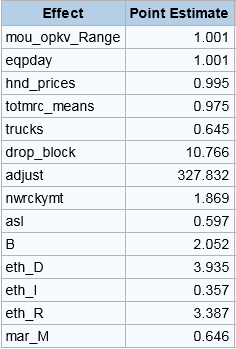 Effect Point Estimate
mou_opkv_Range 1.001
eqpday 1.001
hnd_prices 0.995
totmrc_means 0.975
trucks 0.645
drop_block 10.766
adjust 327.832
nwrckymt 1.869
asl 0.597
B 2.052
eth_D 3.935
eth_I 0.357
eth_R 3.387
mar_M 0.646